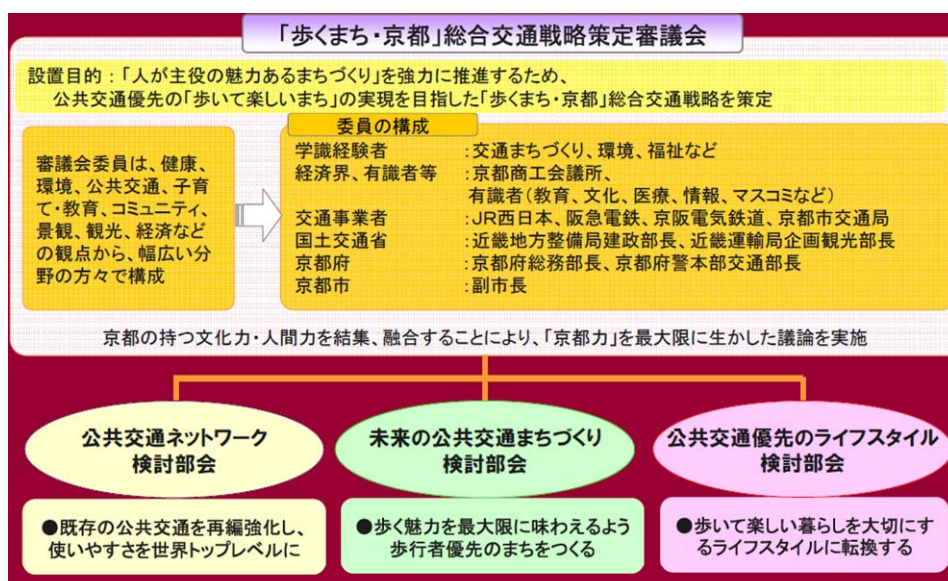 「歩くまち・京都」総合交通戦略策定審議会
設置目的：「人が主役の魅力あるまちづくり」を強力に推進するため、
公共交通優先の「歩いて楽しいまち」の実現を目指した「歩くまち・京都」総合交通戦略を策定
審議会委員は、健康、
環境、公共交通、子育
て・教育、コミュニティ、
景観、観光、経済など
の観点から、幅広い分
野の方々で構成
委員の構成
学識経験者　：交通まちづくり、環境、福祉など
経済界、有識者等　：京都商工会議所、
有識者（教育、文化、医療、情報、マスコミなど）
交通事業者　：JR西日本、阪急電鉄、京阪電気鉄道、京都市交通局
国土交通省　：近畿地方整備局建政部長、近畿運輸局企画観光部長
京都府　：京都府総務部長、京都府警本部交通部長
京都市　：副市長
京都の持つ文化力・人間力を結集、融合することにより、「京都力」を最大限に生かした議論を実施
公共交通ネットワーク
検討部会
●既存の公共交通を再編強化し、
使いやすさを世界トップレベルに
未来の公共交通まちづくり
検討部会
●歩く魅力を最大限に味わえるよう
歩行者優先のまちをつくる
公共交通優先のライフスタイル
検討部会
●歩いて楽しい暮らしを大切にす
るライフスタイルに転換する